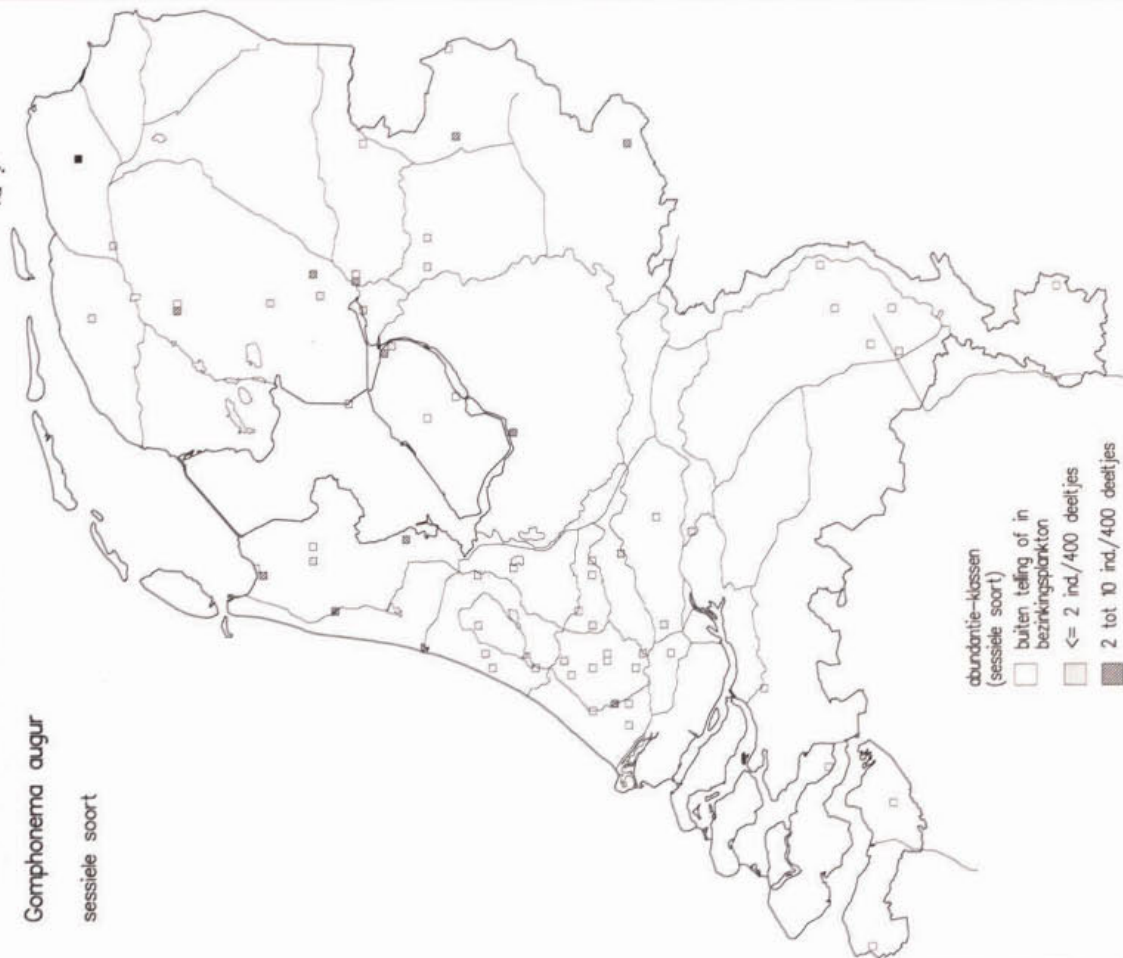 Gomphonema augur
sessiele soort
abundantie-klassen
(sessiele soort)
buiten telling of in
bezinkingsplankton
<= 2 ind./400 deeltjes
2 tot 10 ind./400 deeltjes